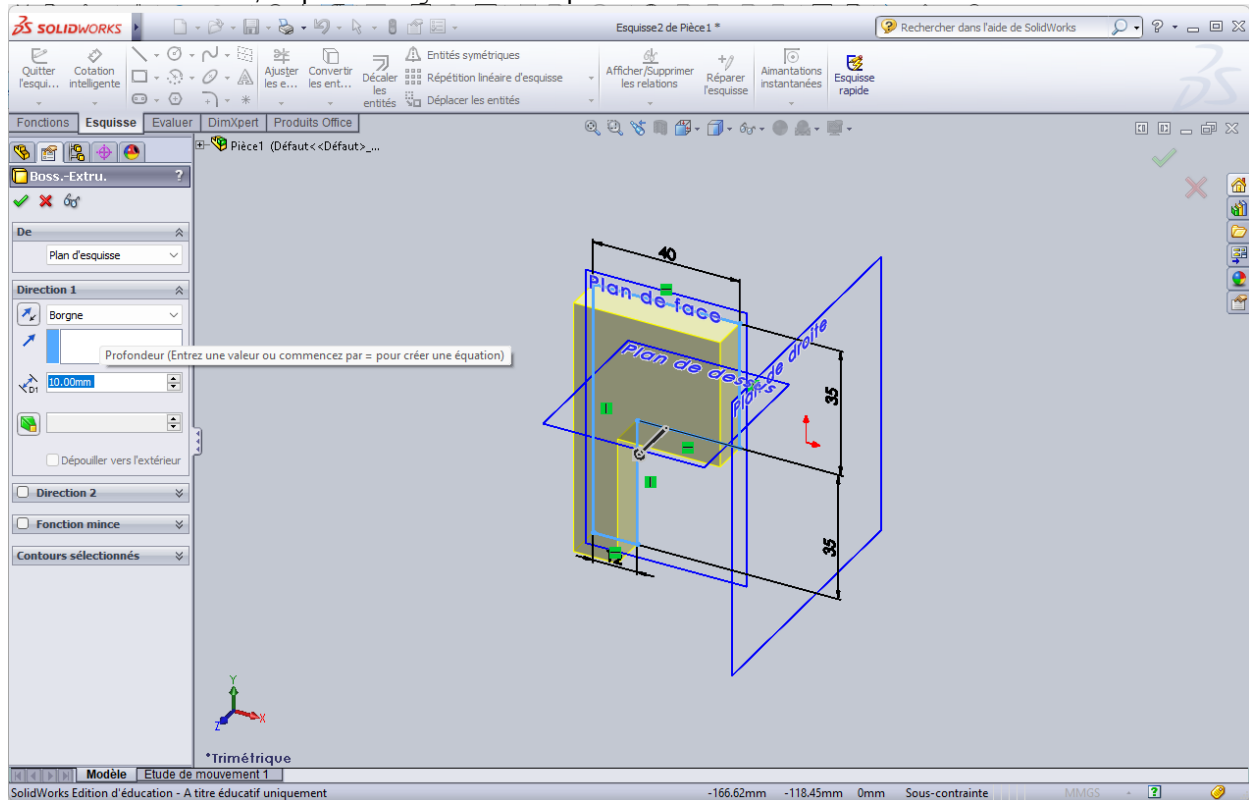 SOLIDWORKS
Esquisse2 de Pièce1 *
Rechercher dans l'aide de SolidWorks
Quitter l'esqui...
Cotation intelligente
Ajuster les e...
Convertir les ent...
Décaler les entités
Entités symétriques
Répétition linéaire d'esquisse
Déplacer les entités
Afficher/Supprimer les relations
Réparer l'esquisse
Aimantations instantanées
Esquisse rapide
Fonctions Esquisse Evaluer DimXpert Produits Office
Pièce1 (Défaut<<Défaut>_...
Boss.-Extru. ?
De
Plan d'esquisse
Direction 1
Borgne
Profondeur (Entrez une valeur ou commencez par = pour créer une équation)
D1
10.00mm
Dépouiller vers l'extérieur
Direction 2
Fonction mince
Contours sélectionnés
40
Plan de face
Plan de dessus
Plan de droite
35
35
12
Y
X
Z
*Trimétrique
Modèle Etude de mouvement 1
SolidWorks Edition d'éducation - A titre éducatif uniquement
-166.62mm -118.45mm 0mm Sous-contrainte MMGS